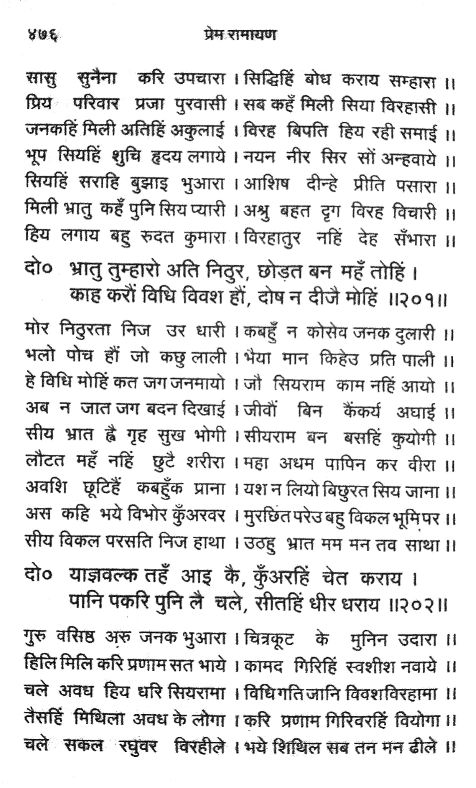 ४७६ प्रेम रामायण
सासु सुनैना करि उपचारा । सिद्धिहिं बोध कराय सम्हारा ।।
प्रिय परिवार प्रजा पुरवासी । सब कहँ मिली सिया विरहासी ।।
जनकहिं मिली अतिहिं अकुलाई । विरह बिपति हिय रही समाई ।।
भूप सियहिं शुचि हृदय लगाये । नयन नीर सिर सों अन्हवाये ।।
सियहिं सराहि बुझाइ भुआरा । आशिष दीन्हे प्रीति पसारा ।।
मिली भ्रातु कहँ पुनि सिय प्यारी । अश्रु बहत दृग विरह विचारी ।।
हिय लगाय बहु रुदत कुमारा । विरहातुर नहिं देह सँभारा ।।
दो० भ्रातु तुम्हारो अति निठुर, छोड़त बन महँ तोहिं ।
काह करौं विधि विवश हौं, दोष न दीजै मोहिं ।।२०१।।
मोर निठुरता निज उर धारी । कबहुँ न कोसेव जनक दुलारी ।।
भलो पोच हौं जो कछु लाली । भैया मान किहेउ प्रति पाली ।।
हे विधि मोहिं कत जग जनमायो । जौ सियराम काम नहिं आयो ।।
अब न जात जग बदन दिखाई । जीवौं बिन कैंकर्य अघाई ।।
सीय भ्रात ह्वै गृह सुख भोगी । सीयराम बन बसहिं कुयोगी ।।
लौटत महँ नहिं छुटै शरीरा । महा अधम पापिन कर वीरा ।।
अवशि छूटिहैं कबहुँक प्राना । यश न लियो बिछुरत सिय जाना ।।
अस कहि भये विभोर कुँअरवर । मुरछित परेउ बहु विकल भूमि पर ।।
सीय विकल परसति निज हाथा । उठहु भ्रात मम मन तव साथा ।।
दो० याज्ञवल्क तहँ आइ कै, कुँअरहिं चेत कराय ।
पानि पकरि पुनि लै चले, सीतहिं धीर धराय ।।२०२।।
गुरु वसिष्ठ अरु जनक भुआरा । चित्रकूट के मुनिन उदारा ।।
हिलि मिलि करि प्रणाम सत भाये । कामद गिरिहिं स्वशीश नवाये ।।
चले अवध हिय धरि सियरामा । विधि गति जानि विवश विरहामा ।।
तैसहिं मिथिला अवध के लोगा । करि प्रणाम गिरिवरहिं वियोगा ।।
चले सकल रघुवर विरहीले । भये शिथिल सब तन मन ढीले ।।